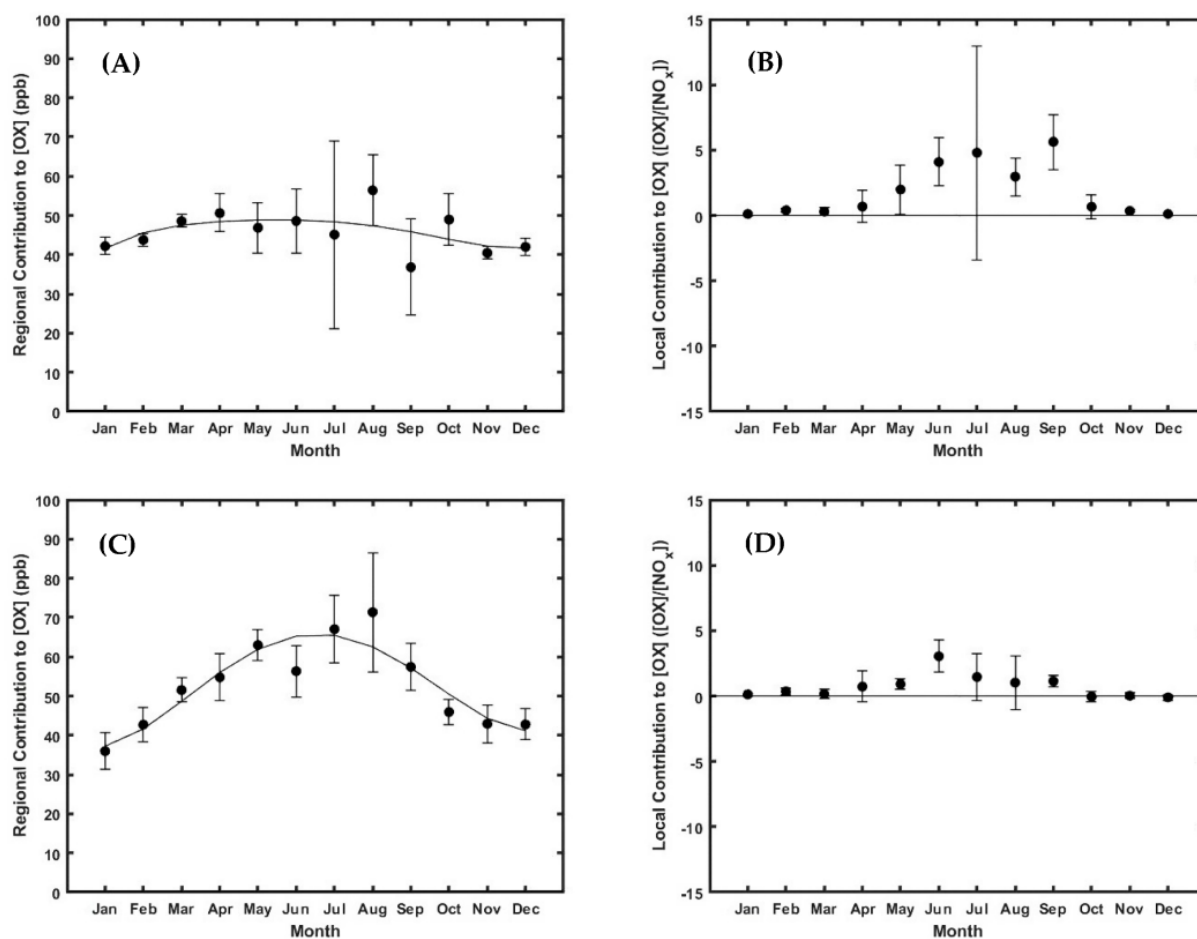 (A)
Regional Contribution to [OX] (ppb)
100
90
80
70
60
50
40
30
20
10
0
Jan Feb Mar Apr May Jun Jul Aug Sep Oct Nov Dec
Month
(B)
Local Contribution to [OX] ([OX]/[NOx])
15
10
5
0
-5
-10
-15
Jan Feb Mar Apr May Jun Jul Aug Sep Oct Nov Dec
Month
(C)
Regional Contribution to [OX] (ppb)
100
90
80
70
60
50
40
30
20
10
0
Jan Feb Mar Apr May Jun Jul Aug Sep Oct Nov Dec
Month
(D)
Local Contribution to [OX] ([OX]/[NOx])
15
10
5
0
-5
-10
-15
Jan Feb Mar Apr May Jun Jul Aug Sep Oct Nov Dec
Month